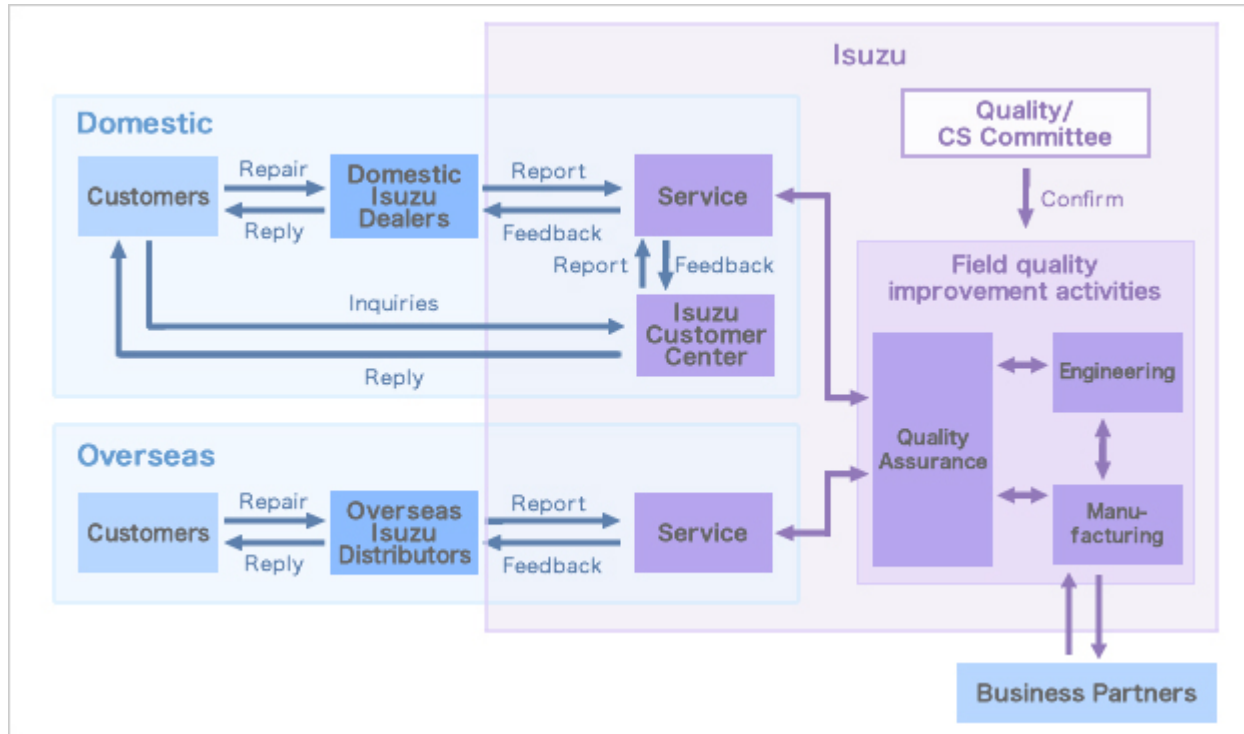 Isuzu
Quality/
CS Committee
Confirm
Domestic
Customers
Repair
Reply
Domestic
Isuzu
Dealers
Report
Feedback
Service
Report
Feedback
Inquiries
Reply
Isuzu
Customer
Center
Field quality
improvement activities
Quality
Assurance
Engineering
Manu-
facturing
Overseas
Customers
Repair
Reply
Overseas
Isuzu
Distributors
Report
Feedback
Service
Business Partners